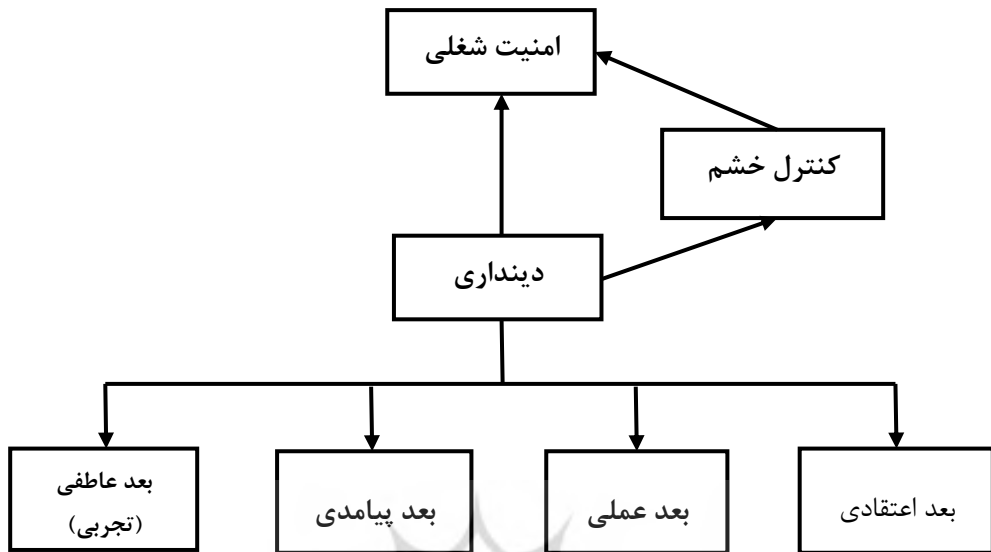 امنیت شغلی
کنترل خشم
دینداری
بعد اعتقادی
بعد عملی
بعد پیامدی
بعد عاطفی
(تجربی)